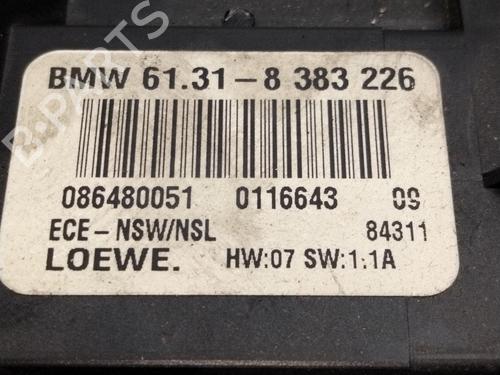 BMW 61.31-8 383 226
086480051 0116643 09
ECE-NSW/NSL 84311
LOEWE. HW:07 SW:1:1A
B-PARTS